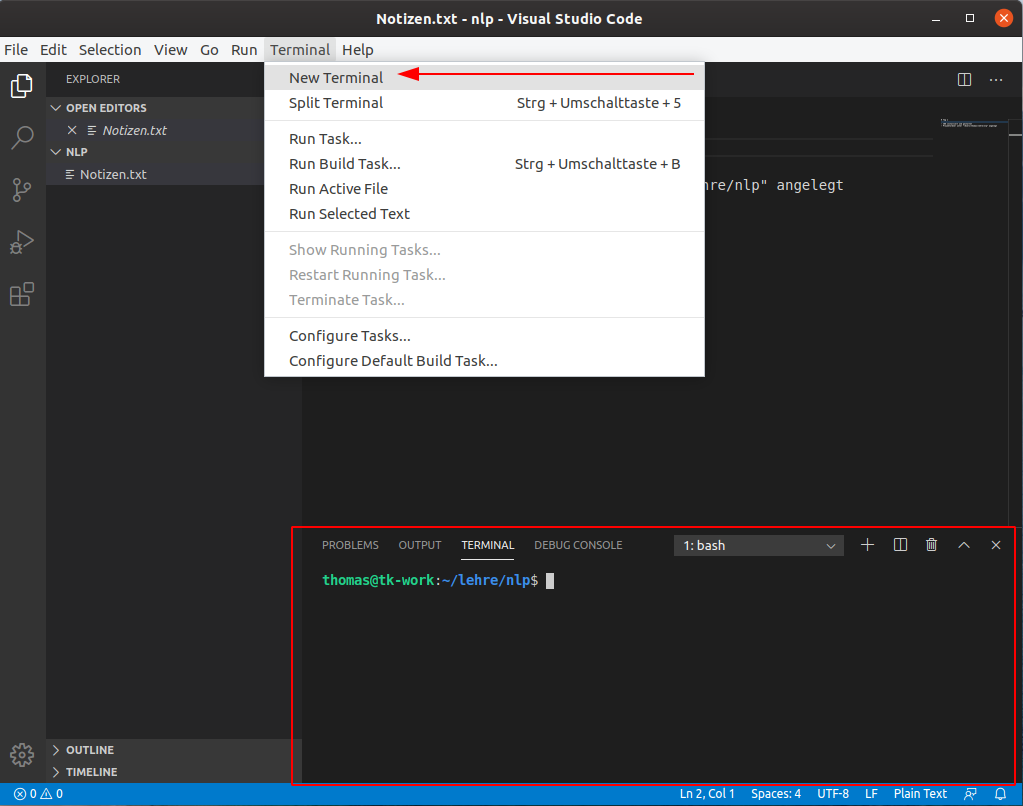 Notizen.txt - nlp - Visual Studio Code
File Edit Selection View Go Run Terminal Help
EXPLORER
OPEN EDITORS
Notizen.txt
NLP
Notizen.txt
New Terminal
Split Terminal Strg + Umschalttaste + 5
Run Task...
Run Build Task... Strg + Umschalttaste + B
Run Active File
Run Selected Text
Show Running Tasks...
Restart Running Task...
Terminate Task...
Configure Tasks...
Configure Default Build Task...
hre/nlp" angelegt
PROBLEMS OUTPUT TERMINAL DEBUG CONSOLE 1: bash
thomas@tk-work:~/lehre/nlp$
OUTLINE
TIMELINE
0 0 Ln 2, Col 1 Spaces: 4 UTF-8 LF Plain Text